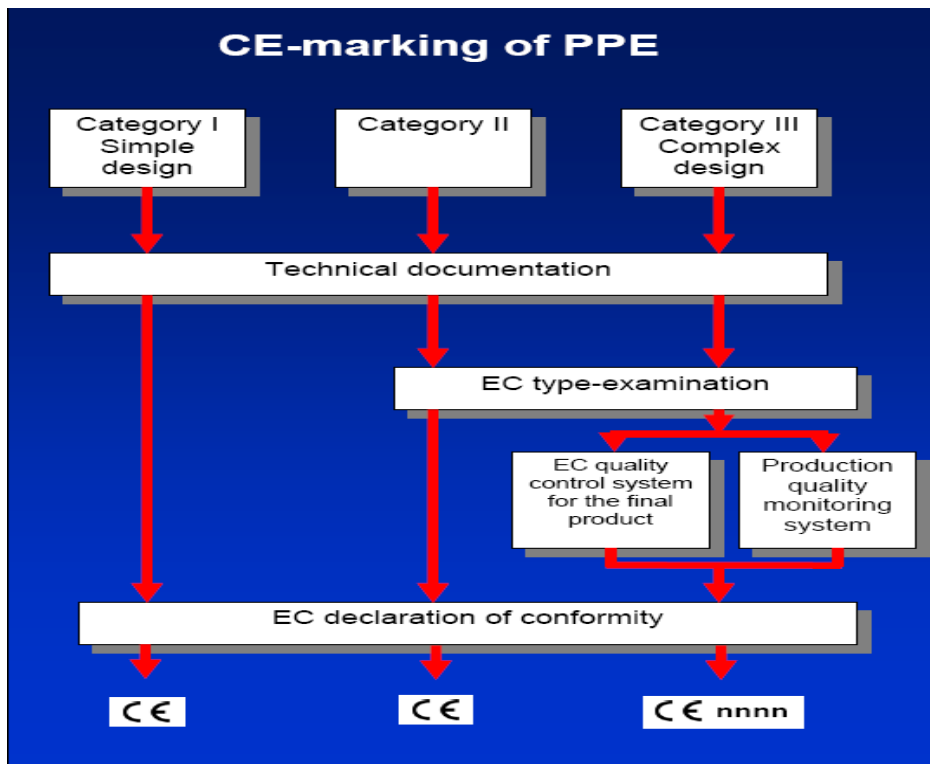 CE-marking of PPE
Category I
Simple
design
Category II
Category III
Complex
design
Technical documentation
EC type-examination
EC quality
control system
for the final
product
Production
quality
monitoring
system
EC declaration of conformity
CE
CE
CE nnnn